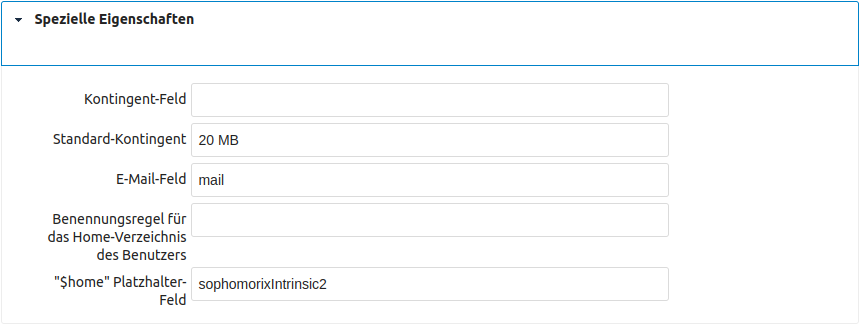 Spezielle Eigenschaften
Kontingent-Feld
Standard-Kontingent 20 MB
E-Mail-Feld mail
Benennungsregel für
das Home-Verzeichnis
des Benutzers
"$home" Platzhalter- sophomorixIntrinsic2
Feld